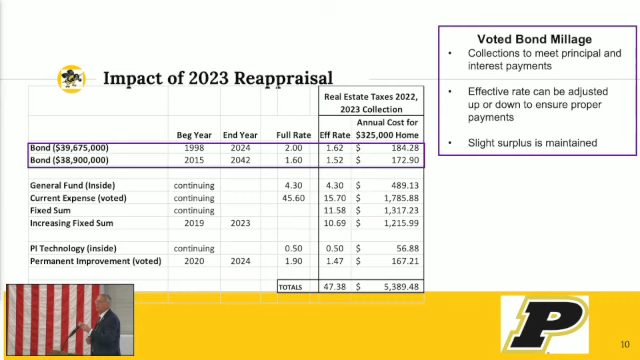 Impact of 2023 Reappraisal
Real Estate Taxes 2022,
2023 Collection
Annual Cost for
Beg Year End Year Full Rate Eff Rate $325,000 Home
Bond ($39,675,000) 1998 2024 2.00 1.62 $ 184.28
Bond ($38,900,000) 2015 2042 1.60 1.52 $ 172.90
General Fund (Inside) continuing 4.30 4.30 $ 489.13
Current Expense (voted) continuing 45.60 15.70 $ 1,785.88
Fixed Sum continuing 11.58 $ 1,317.23
Increasing Fixed Sum 2019 2023 10.69 $ 1,215.99
PI Technology (inside) continuing 0.50 0.50 $ 56.88
Permanent Improvement (voted) 2020 2024 1.90 1.47 $ 167.21
TOTALS 47.38 $ 5,389.48
Voted Bond Millage
• Collections to meet principal and
interest payments
• Effective rate can be adjusted
up or down to ensure proper
payments
• Slight surplus is maintained
P
10